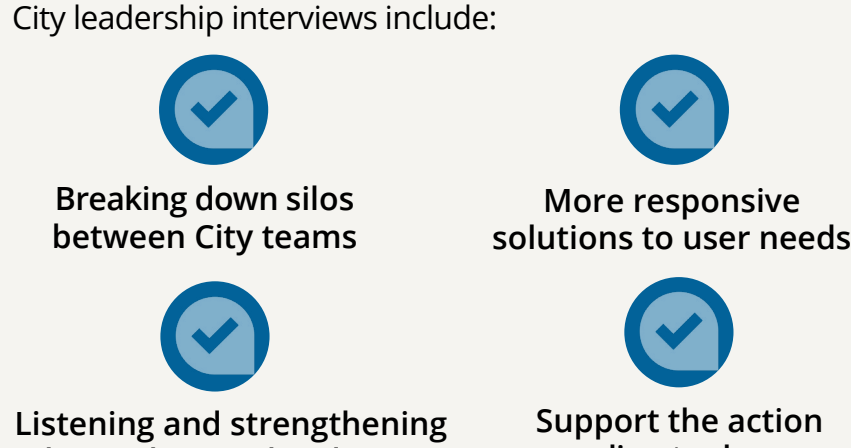 City leadership interviews include:
Breaking down silos
between City teams
More responsive
solutions to user needs
Listening and strengthening
Support the action